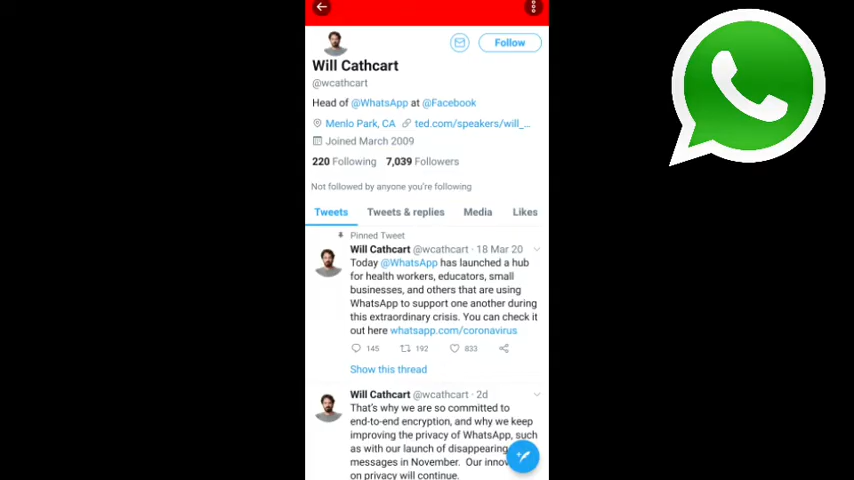 Follow
Will Cathcart
@wcathcart
Head of @WhatsApp at @Facebook
Menlo Park, CA ted.com/speakers/will_...
Joined March 2009
220 Following 7,039 Followers
Not followed by anyone you're following
Tweets Tweets & replies Media Likes
Pinned Tweet
Will Cathcart @wcathcart · 18 Mar 20
Today @WhatsApp has launched a hub
for health workers, educators, small
businesses, and others that are using
WhatsApp to support one another during
this extraordinary crisis. You can check it
out here whatsapp.com/coronavirus
145 192 833
Show this thread
Will Cathcart @wcathcart · 2d
That's why we are so committed to
end-to-end encryption, and why we keep
improving the privacy of WhatsApp, such
as with our launch of disappearing
messages in November. Our
on privacy will continue.